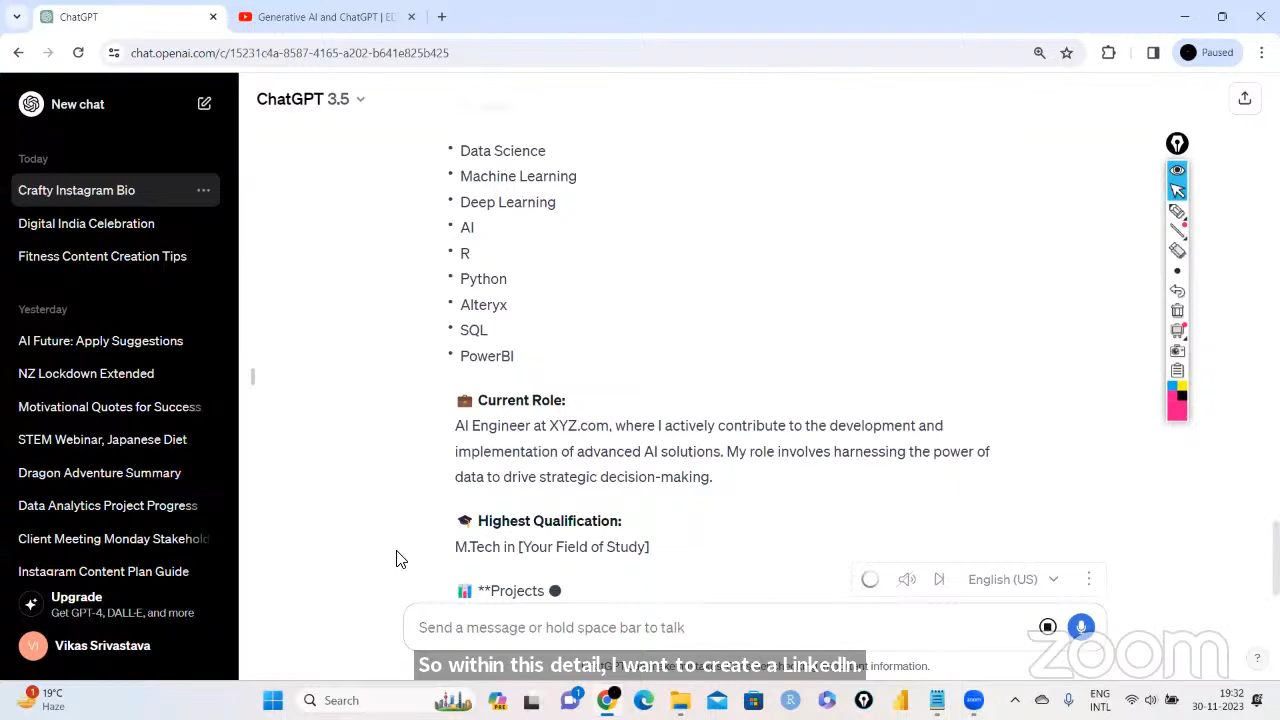 ChatGPT
Generative AI and ChatGPT | E
chat.openai.com/c/15231c4a-8587-4165-a202-b641e825b425
Paused
New chat
ChatGPT 3.5
Today
Crafty Instagram Bio
Digital India Celebration
Fitness Content Creation Tips
Yesterday
AI Future: Apply Suggestions
NZ Lockdown Extended
Motivational Quotes for Success
STEM Webinar, Japanese Diet
Dragon Adventure Summary
Data Analytics Project Progress
Client Meeting Monday Stakehold
Instagram Content Plan Guide
Upgrade
Get GPT-4, DALL·E, and more
VI
Vikas Srivastava
• Data Science
• Machine Learning
• Deep Learning
• AI
• R
• Python
• Alteryx
• SQL
• PowerBI
💼 Current Role:
AI Engineer at XYZ.com, where I actively contribute to the development and
implementation of advanced AI solutions. My role involves harnessing the power of
data to drive strategic decision-making.
🎓 Highest Qualification:
M.Tech in [Your Field of Study]
📊 **Projects
English (US)
Send a message or hold space bar to talk
So within this detail, I want to create a LinkedIn,
information.
zoom
?
1
19°C
Haze
Search
PRE
1
R
ENG
INTL
19:32
30-11-2023